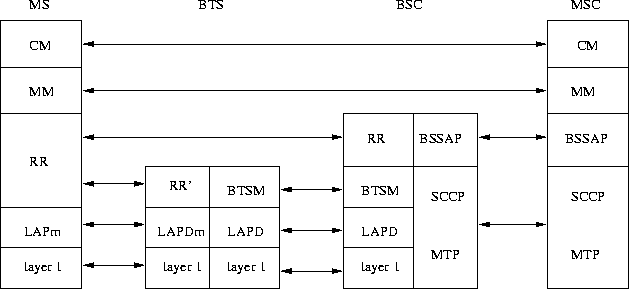 MS BTS BSC MSC
CM CM
MM MM
RR BSSAP BSSAP
RR
RR' BTSM BTSM SCCP SCCP
LAPm LAPDm LAPD LAPD
MTP MTP
layer 1 layer 1 layer 1 layer 1